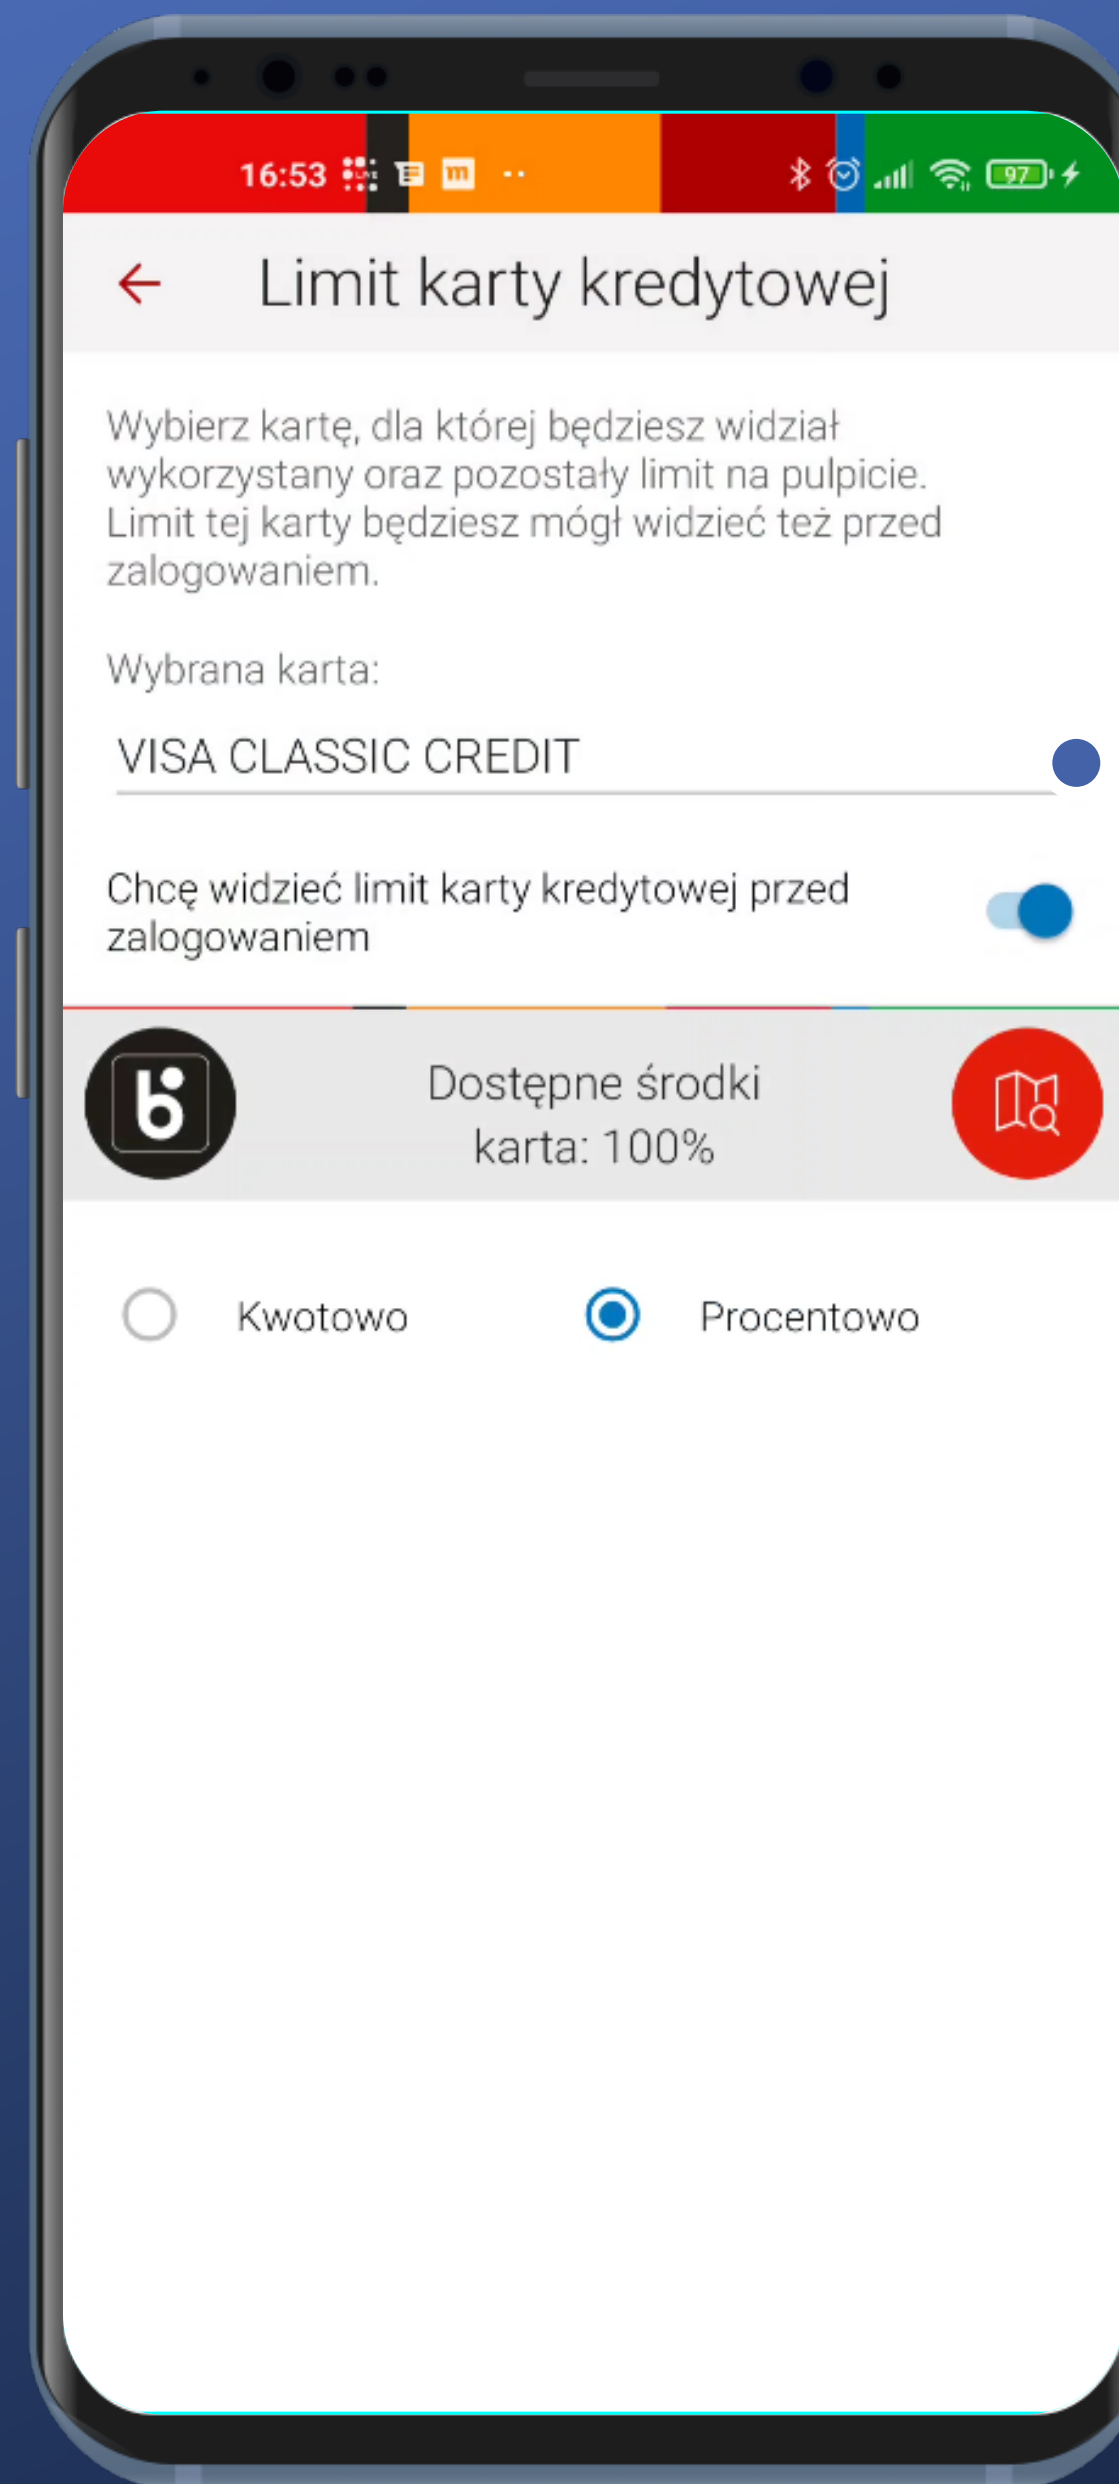 16:53
97
Limit karty kredytowej
Wybierz kartę, dla której będziesz widział
wykorzystany oraz pozostały limit na pulpicie.
Limit tej karty będziesz mógł widzieć też przed
zalogowaniem.
Wybrana karta:
VISA CLASSIC CREDIT
Chcę widzieć limit karty kredytowej przed
zalogowaniem
Dostępne środki
karta: 100%
Kwotowo
Procentowo